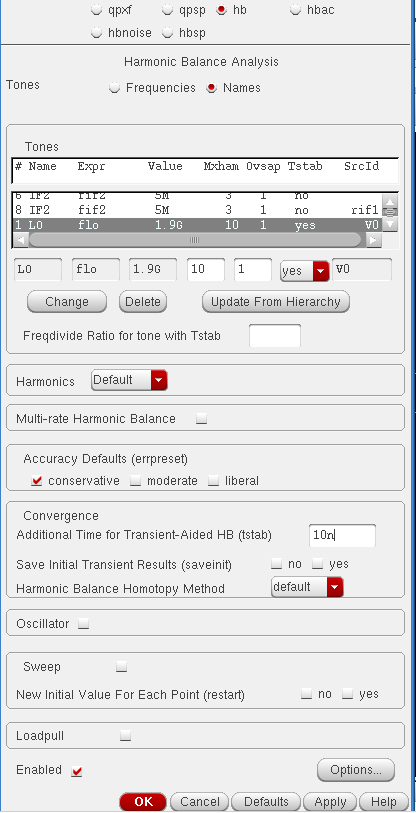 qpxf qpsp hb hbac
hbnoise hbsp
Harmonic Balance Analysis
Tones Frequencies Names
Tones
# Name Expr Value Mxham Ovsap Tstab SrcId
6 IF2 fif2 5M 3 1 no
8 IF2 fif2 5M 3 1 no rif1
1 LO flo 1.9G 10 1 yes V0
LO flo 1.9G 10 1 yes V0
Change Delete Update From Hierarchy
Freqdivide Ratio for tone with Tstab
Harmonics Default
Multi-rate Harmonic Balance
Accuracy Defaults (errpreset)
conservative moderate liberal
Convergence
Additional Time for Transient-Aided HB (tstab) 10n
Save Initial Transient Results (saveinit) no yes
Harmonic Balance Homotopy Method default
Oscillator
Sweep
New Initial Value For Each Point (restart) no yes
Loadpull
Enabled Options...
OK Cancel Defaults Apply Help